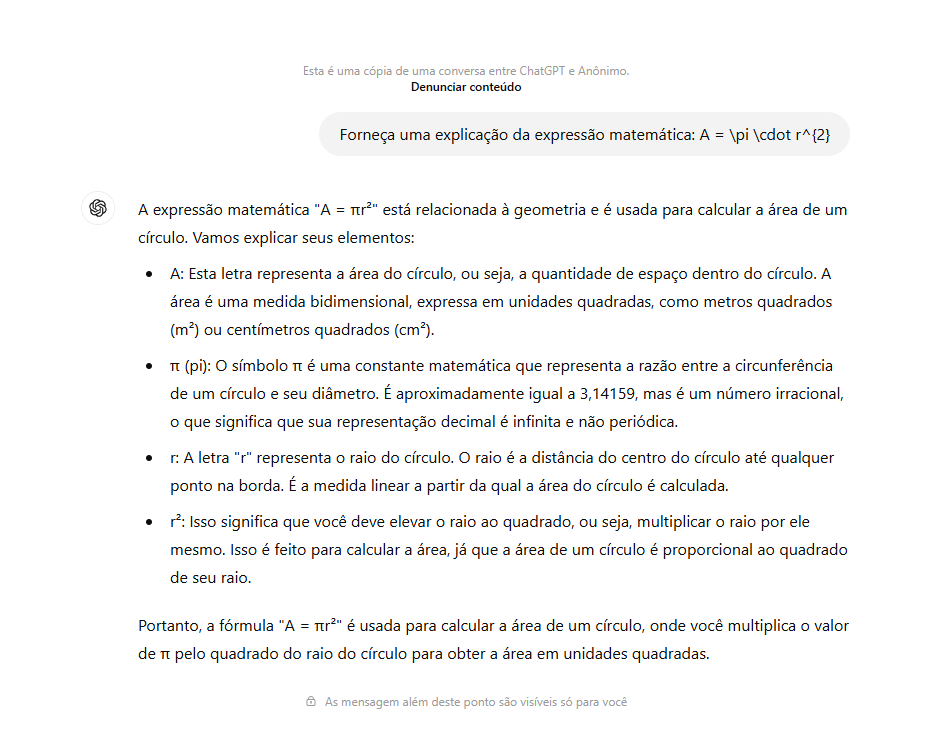 Esta é uma cópia de uma conversa entre ChatGPT e Anônimo.
Denunciar conteúdo
Forneça uma explicação da expressão matemática: A = \pi \cdot r^{2}
A expressão matemática "A = πr²" está relacionada à geometria e é usada para calcular a área de um
círculo. Vamos explicar seus elementos:
• A: Esta letra representa a área do círculo, ou seja, a quantidade de espaço dentro do círculo. A
área é uma medida bidimensional, expressa em unidades quadradas, como metros quadrados
(m²) ou centímetros quadrados (cm²).
• π (pi): O símbolo π é uma constante matemática que representa a razão entre a circunferência
de um círculo e seu diâmetro. É aproximadamente igual a 3,14159, mas é um número irracional,
o que significa que sua representação decimal é infinita e não periódica.
• r: A letra "r" representa o raio do círculo. O raio é a distância do centro do círculo até qualquer
ponto na borda. É a medida linear a partir da qual a área do círculo é calculada.
• r²: Isso significa que você deve elevar o raio ao quadrado, ou seja, multiplicar o raio por ele
mesmo. Isso é feito para calcular a área, já que a área de um círculo é proporcional ao quadrado
de seu raio.
Portanto, a fórmula "A = πr²" é usada para calcular a área de um círculo, onde você multiplica o valor
de π pelo quadrado do raio do círculo para obter a área em unidades quadradas.
As mensagem além deste ponto são visíveis só para você